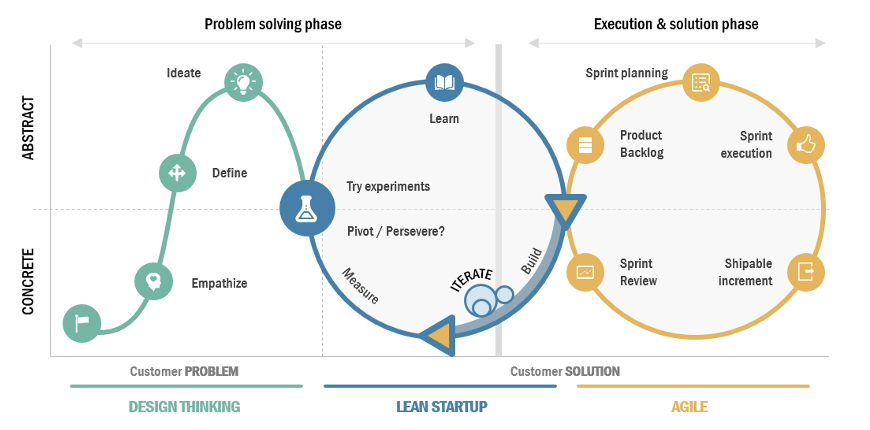 Problem solving phase
Execution & solution phase
ABSTRACT
CONCRETE
Ideate
Define
Empathize
Learn
Try experiments
Pivot / Persevere?
Measure
ITERATE
Build
Sprint planning
Product
Backlog
Sprint
execution
Sprint
Review
Shipable
increment
Customer PROBLEM
Customer SOLUTION
DESIGN THINKING
LEAN STARTUP
AGILE